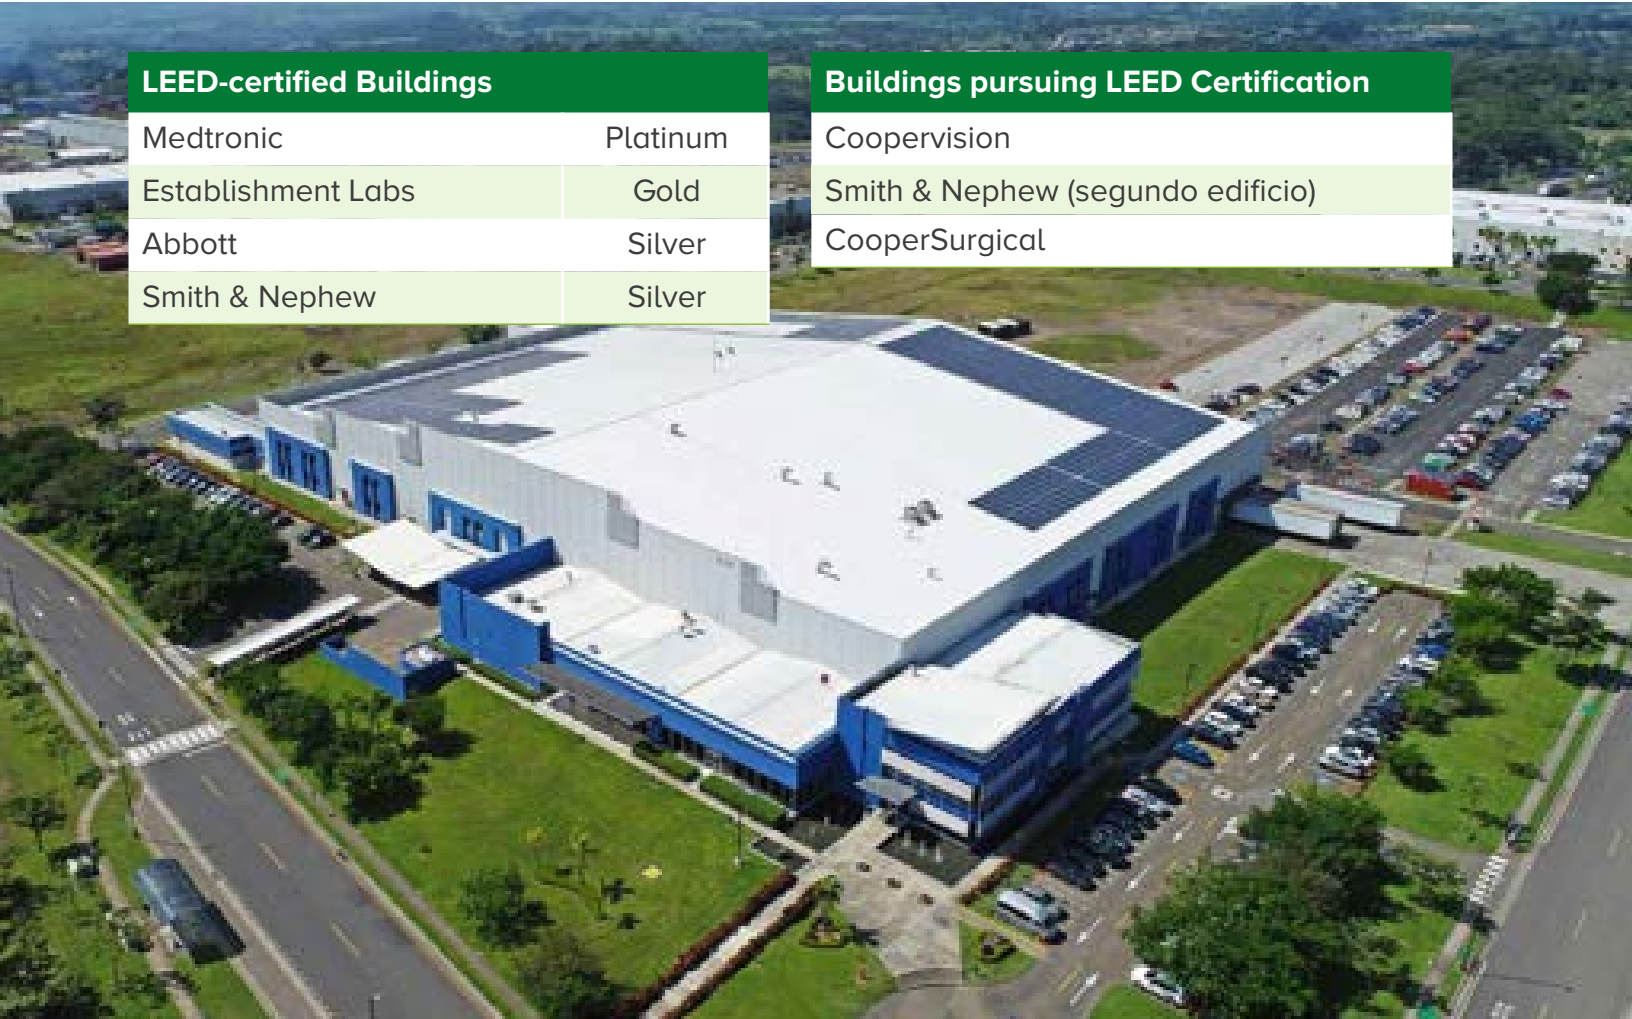 LEED-certified Buildings
Medtronic Platinum
Establishment Labs Gold
Abbott Silver
Smith & Nephew Silver
Buildings pursuing LEED Certification
Coopervision
Smith & Nephew (segundo edificio)
CooperSurgical